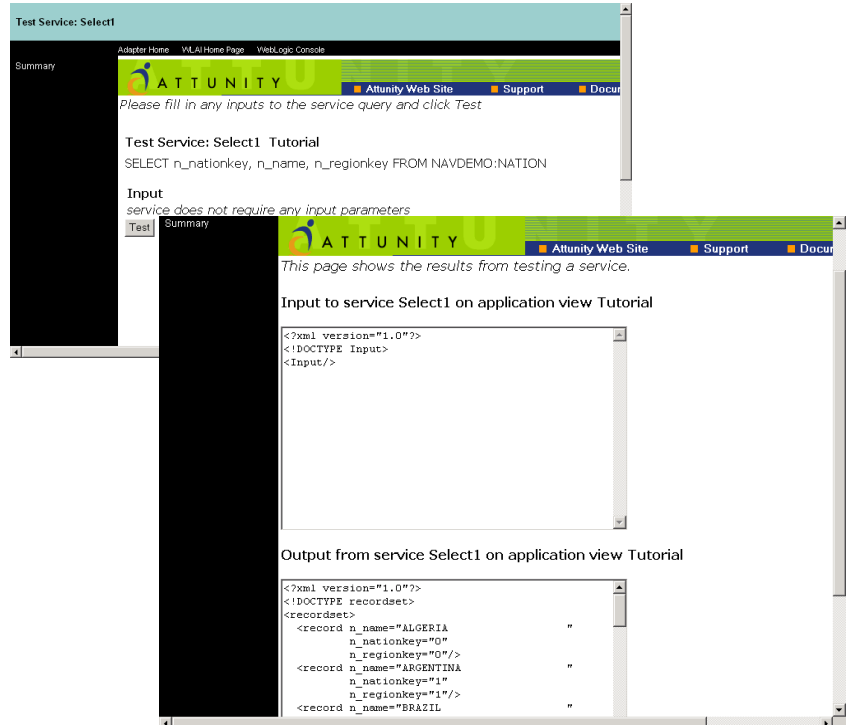 Test Service: Select1
Adapter Home WLAI Home Page WebLogic Console
Summary
ATTUNITY
Attunity Web Site Support
Please fill in any inputs to the service query and click Test
Test Service: Select1 Tutorial
SELECT n_nationkey, n_name, n_regionkey FROM NAVDEMO:NATION
Input
service does not require any input parameters
Test
Summary
ATTUNITY
Attunity Web Site Support
This page shows the results from testing a service.
Input to service Select1 on application view Tutorial
<?xml version="1.0"?>
<!DOCTYPE Input>
<Input/>
Output from service Select1 on application view Tutorial
<?xml version="1.0"?>
<!DOCTYPE recordset>
<recordset>
<record n_name="ALGERIA "
n_nationkey="0"
n_regionkey="0"/>
<record n_name="ARGENTINA "
n_nationkey="1"
n_regionkey="1"/>
<record n_name="BRAZIL "